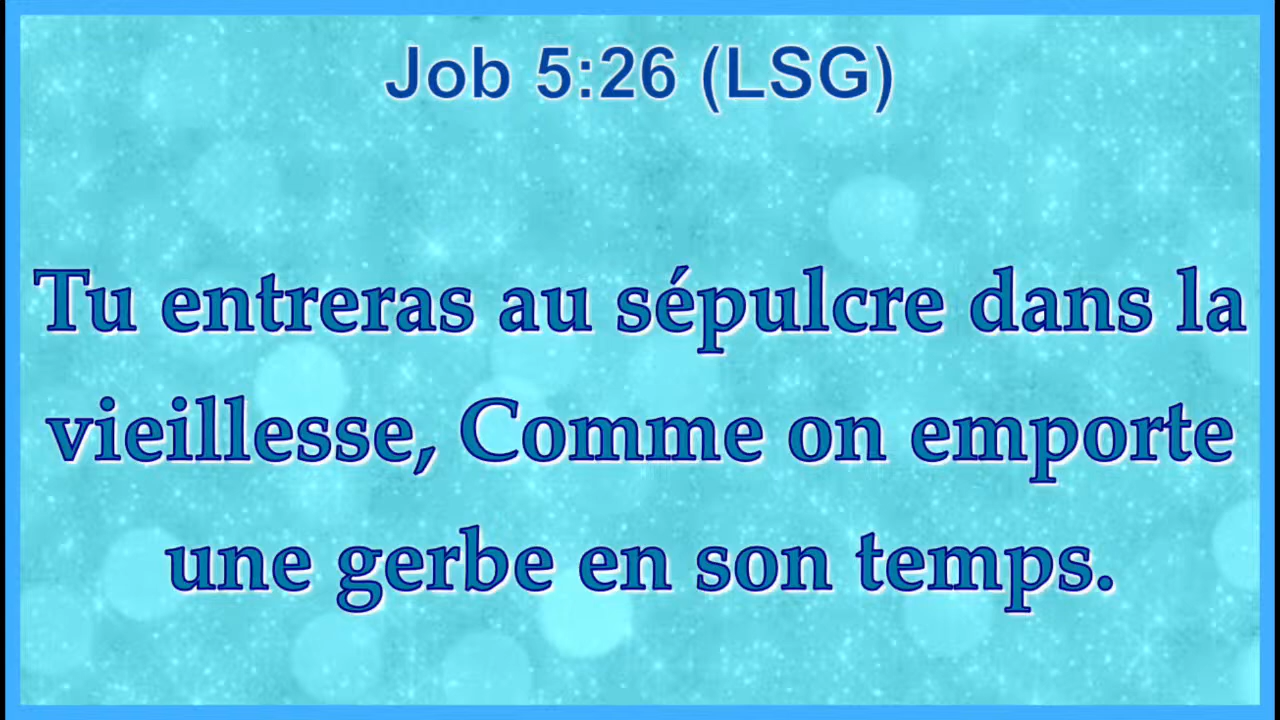 Job 5:26 (LSG)
Tu entreras au sépulcre dans la
vieillesse, Comme on emporte
une gerbe en son temps.